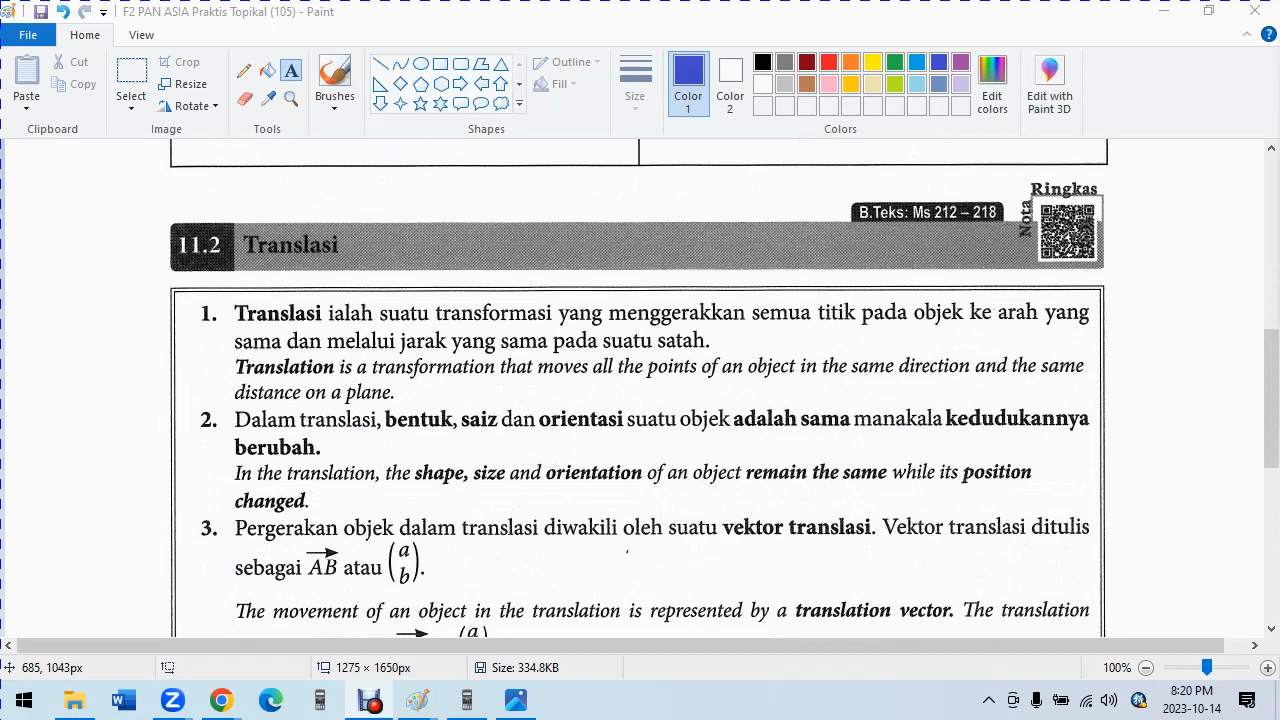 F2 PAN ASIA Praktis Topikal (105) - Paint
File Home View
Paste
Cut
Copy
Clipboard
Select
Crop
Resize
Rotate
Image
A
Tools
Brushes
Shapes
Outline
Fill
Size
Color 1
Color 2
Colors
Edit colors
Edit with Paint 3D
Nota Ringkas
B.Teks: Ms 212 – 218
11.2 Translasi
1. Translasi ialah suatu transformasi yang menggerakkan semua titik pada objek ke arah yang
sama dan melalui jarak yang sama pada suatu satah.
Translation is a transformation that moves all the points of an object in the same direction and the same
distance on a plane.
2. Dalam translasi, bentuk, saiz dan orientasi suatu objek adalah sama manakala kedudukannya
berubah.
In the translation, the shape, size and orientation of an object remain the same while its position
changed.
3. Pergerakan objek dalam translasi diwakili oleh suatu vektor translasi. Vektor translasi ditulis
sebagai AB atau (a b).
The movement of an object in the translation is represented by a translation vector. The translation
(a
685, 1043px 1275 × 1650px Size: 334.8KB 100%
8:20 PM
2023-10-14